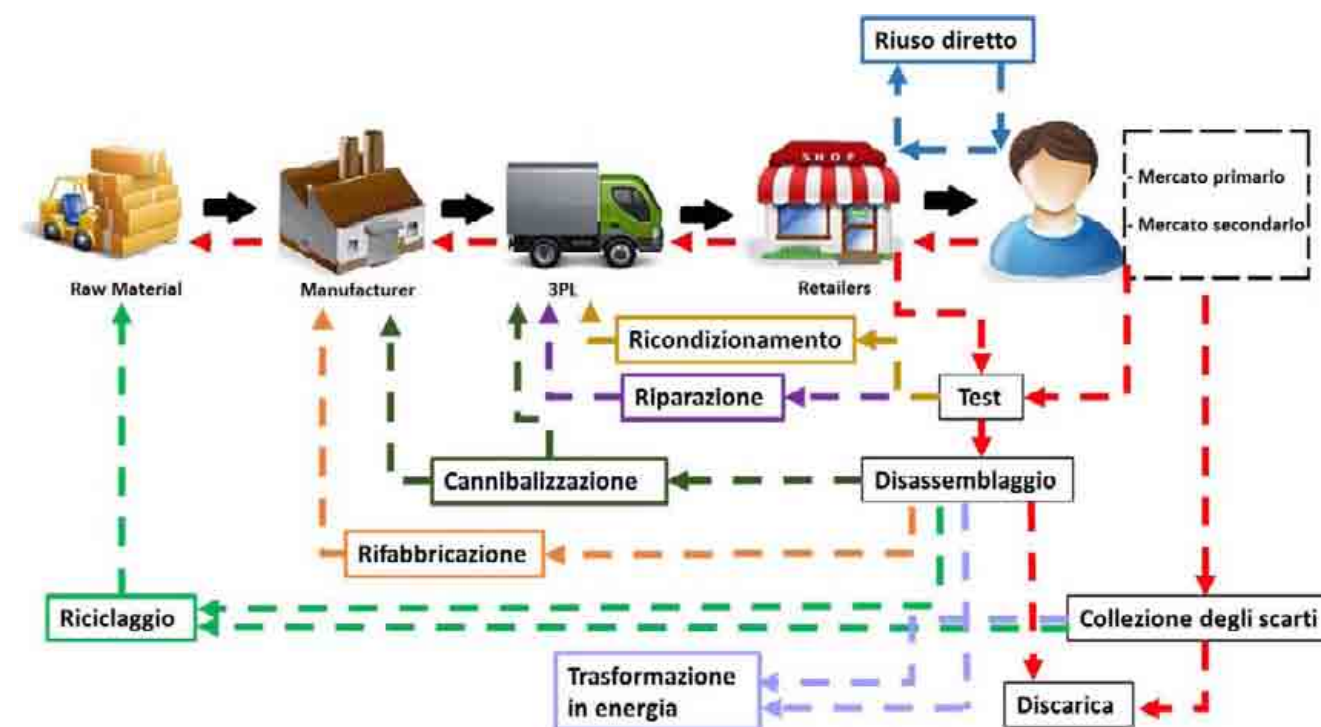 Riuso diretto
SHOP
- Mercato primario
- Mercato secondario
Raw Material
Manufacturer
3PL
Retailers
Ricondizionamento
Riparazione
Test
Cannibalizzazione
Disassemblaggio
Rifabbricazione
Riciclaggio
Collezione degli scarti
Trasformazione
in energia
Discarica